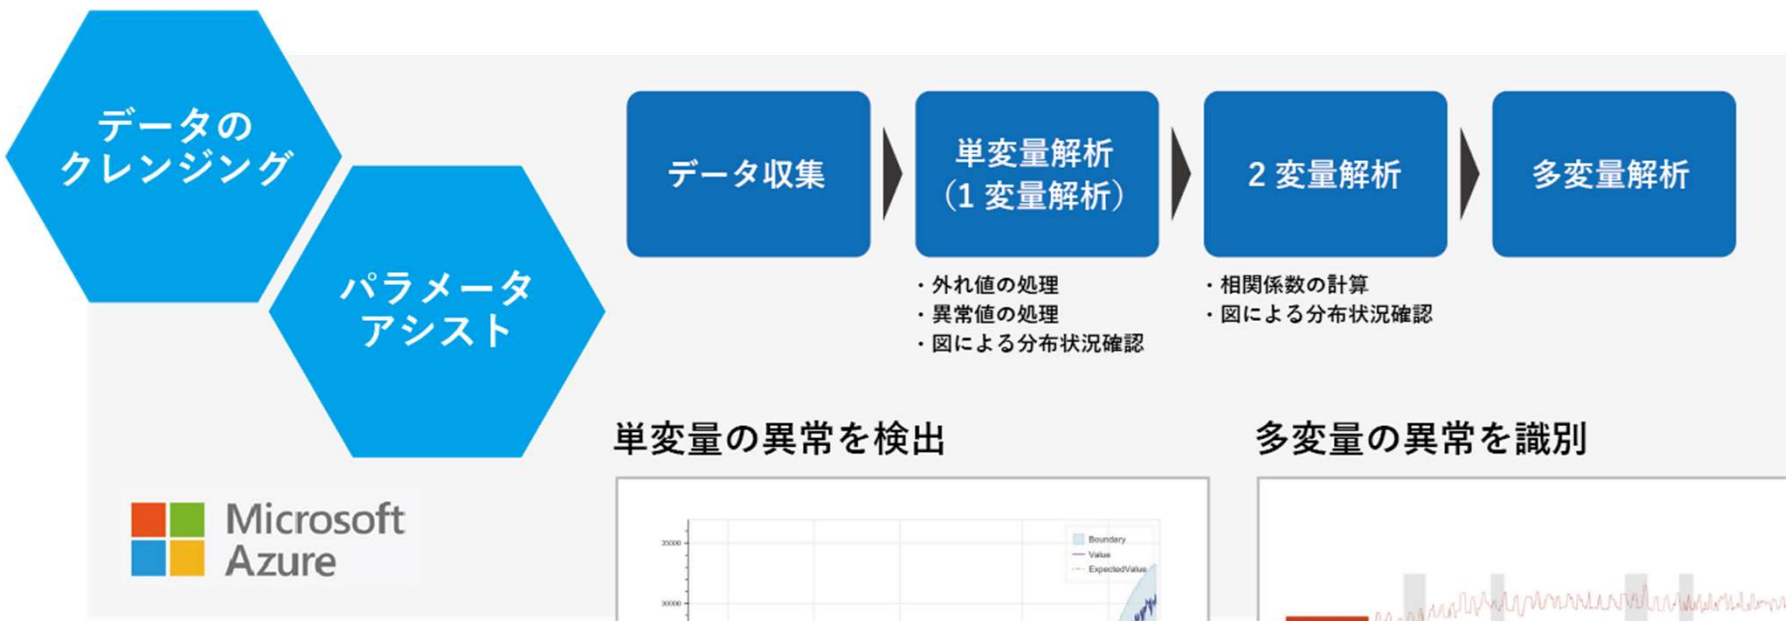 データの
クレンジング
パラメータ
アシスト
Microsoft
Azure
データ収集
単変量解析
（1 変量解析）
2 変量解析
多変量解析
・外れ値の処理
・異常値の処理
・図による分布状況確認
・相関係数の計算
・図による分布状況確認
単変量の異常を検出
多変量の異常を識別
35000
30000
Boundary
Value
ExpectedValue